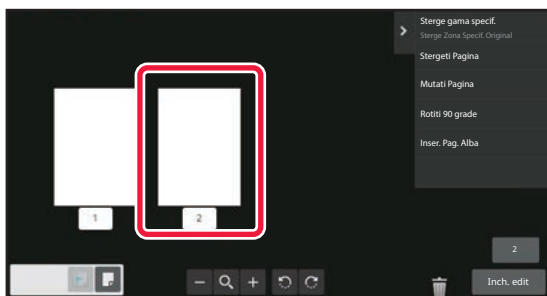 Sterge gama specif.
Sterge Zona Specif. Original
Stergeti Pagina
Mutati Pagina
Rotiti 90 grade
Inser. Pag. Alba
1
2
2
Inch. edit